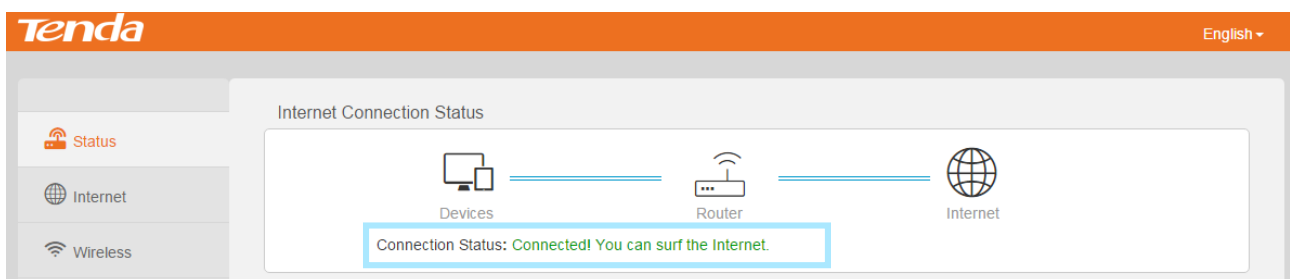 Tenda
English
Internet Connection Status
Status
Internet
Wireless
Devices
Router
Internet
Connection Status: Connected! You can surf the Internet.